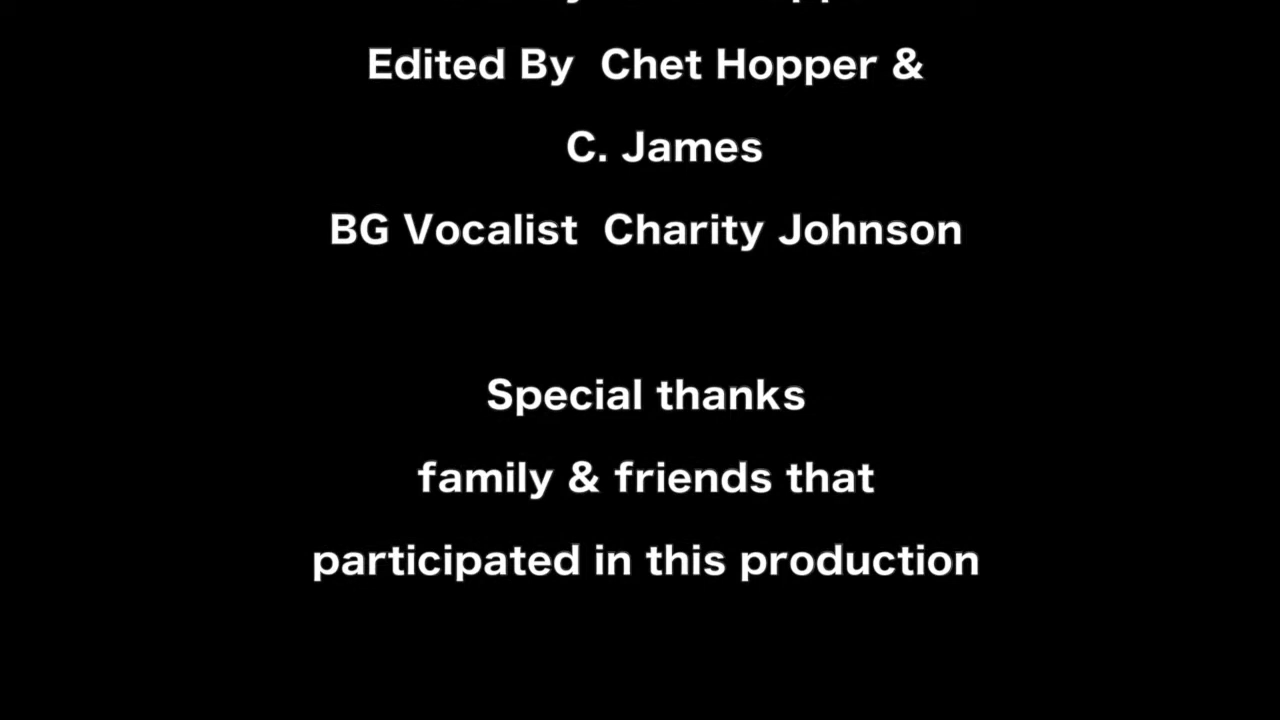 Edited By  Chet Hopper &
C. James
BG Vocalist  Charity Johnson
Special thanks
family & friends that
participated in this production